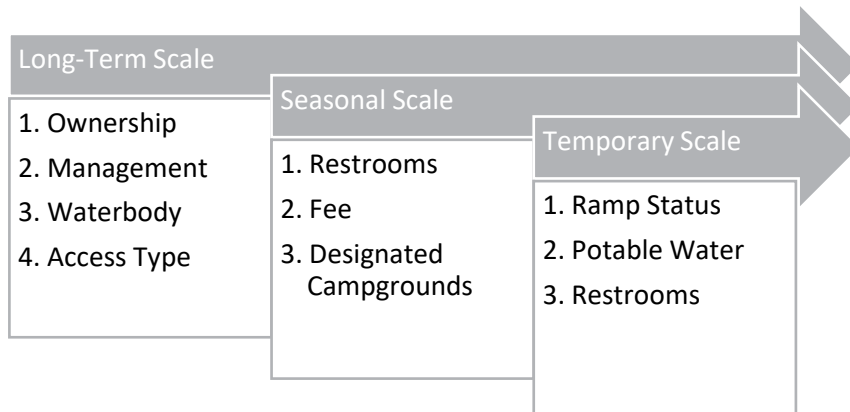 Long-Term Scale
1. Ownership
2. Management
3. Waterbody
4. Access Type
Seasonal Scale
1. Restrooms
2. Fee
3. Designated
Campgrounds
Temporary Scale
1. Ramp Status
2. Potable Water
3. Restrooms